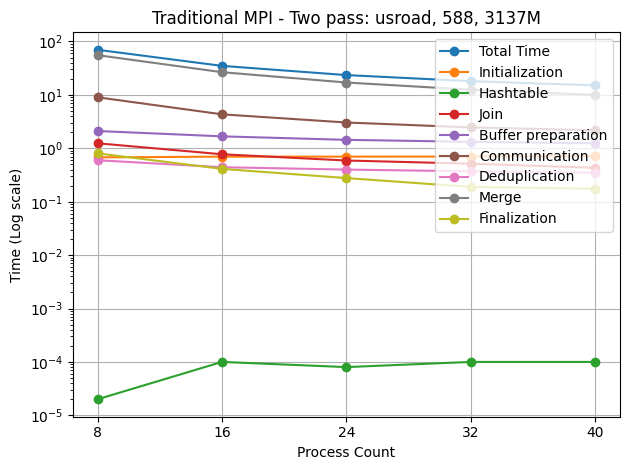 Traditional MPI - Two pass: usroad, 588, 3137M
Time (Log scale)
10²
10¹
10⁰
10⁻¹
10⁻²
10⁻³
10⁻⁴
10⁻⁵
Total Time
Initialization
Hashtable
Join
Buffer preparation
Communication
Deduplication
Merge
Finalization
8 16 24 32 40
Process Count